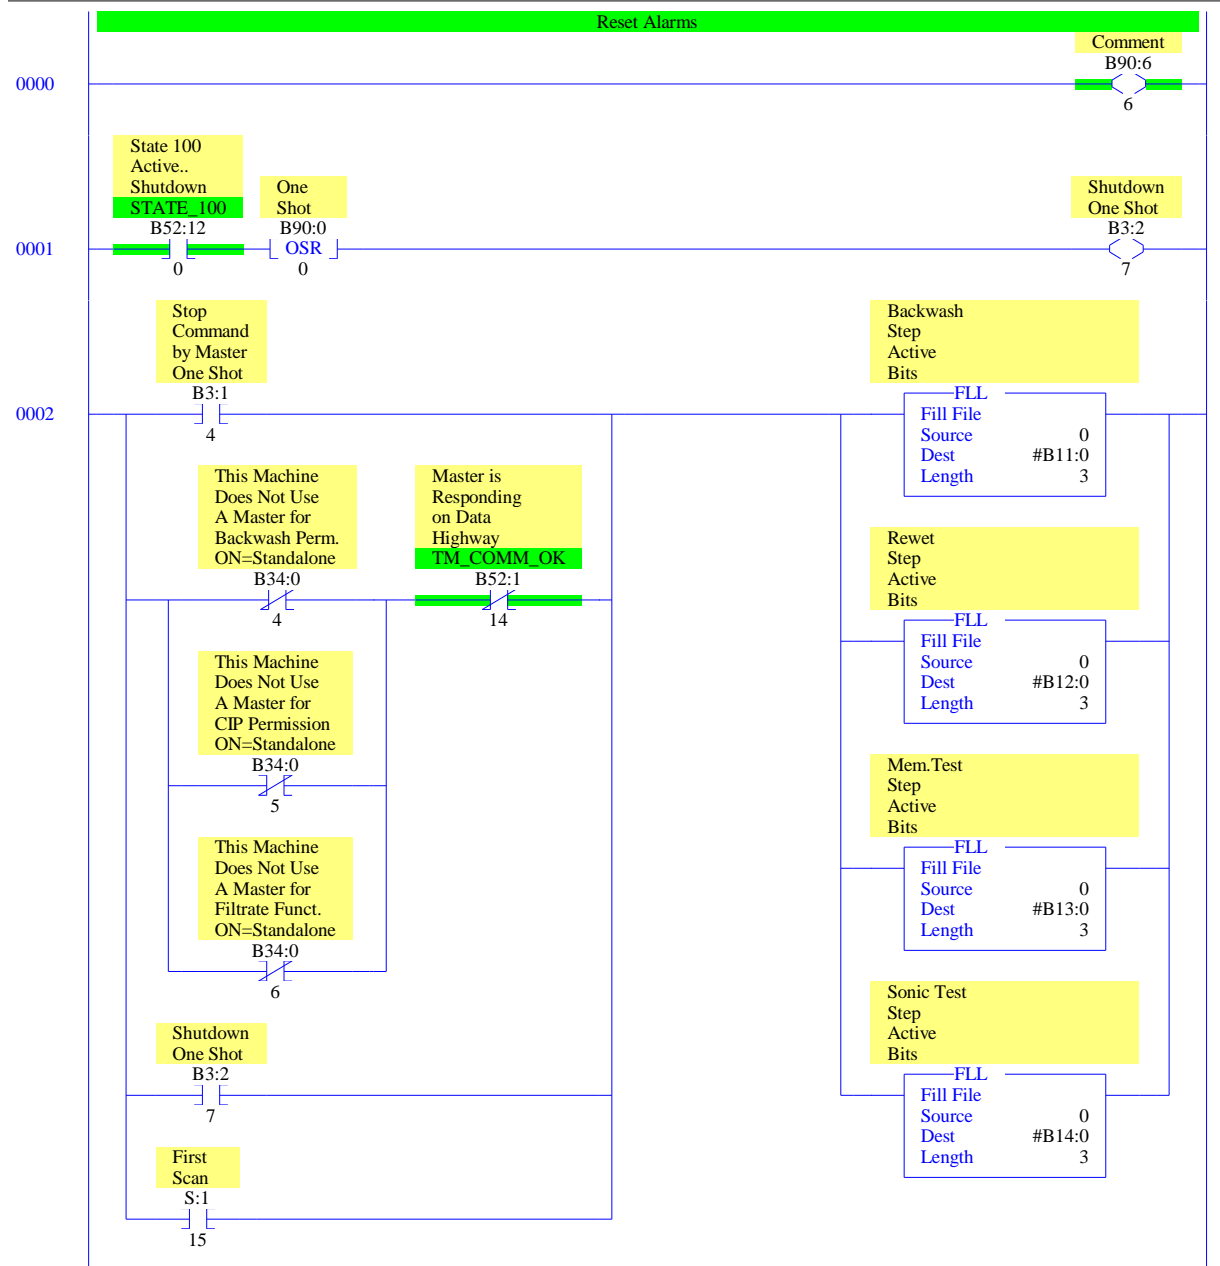 Reset Alarms
Comment
B90:6
0000
6
State 100
Active..
Shutdown
STATE_100
B52:12
0
One
Shot
B90:0
OSR
0
Shutdown
One Shot
B3:2
7
0001
Stop
Command
by Master
One Shot
B3:1
4
0002
Backwash
Step
Active
Bits
FLL
Fill File
Source 0
Dest #B11:0
Length 3
This Machine
Does Not Use
A Master for
Backwash Perm.
ON=Standalone
B34:0
4
Master is
Responding
on Data
Highway
TM_COMM_OK
B52:1
14
Rewet
Step
Active
Bits
FLL
Fill File
Source 0
Dest #B12:0
Length 3
This Machine
Does Not Use
A Master for
CIP Permission
ON=Standalone
B34:0
5
Mem.Test
Step
Active
Bits
FLL
Fill File
Source 0
Dest #B13:0
Length 3
This Machine
Does Not Use
A Master for
Filtrate Funct.
ON=Standalone
B34:0
6
Sonic Test
Step
Active
Bits
FLL
Fill File
Source 0
Dest #B14:0
Length 3
Shutdown
One Shot
B3:2
7
First
Scan
S:1
15